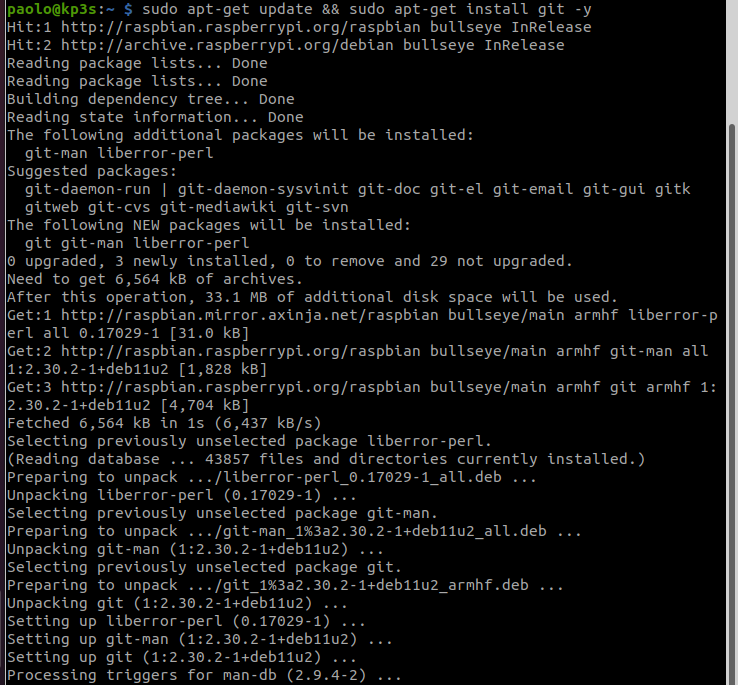 paolo@kp3s:~ $ sudo apt-get update && sudo apt-get install git -y
Hit:1 http://raspbian.raspberrypi.org/raspbian bullseye InRelease
Hit:2 http://archive.raspberrypi.org/debian bullseye InRelease
Reading package lists... Done
Reading package lists... Done
Building dependency tree... Done
Reading state information... Done
The following additional packages will be installed:
  git-man liberror-perl
Suggested packages:
  git-daemon-run | git-daemon-sysvinit git-doc git-el git-email git-gui gitk
  gitweb git-cvs git-mediawiki git-svn
The following NEW packages will be installed:
  git git-man liberror-perl
0 upgraded, 3 newly installed, 0 to remove and 29 not upgraded.
Need to get 6,564 kB of archives.
After this operation, 33.1 MB of additional disk space will be used.
Get:1 http://raspbian.mirror.axinja.net/raspbian bullseye/main armhf liberror-p
erl all 0.17029-1 [31.0 kB]
Get:2 http://raspbian.raspberrypi.org/raspbian bullseye/main armhf git-man all
1:2.30.2-1+deb11u2 [1,828 kB]
Get:3 http://raspbian.raspberrypi.org/raspbian bullseye/main armhf git armhf 1:
2.30.2-1+deb11u2 [4,704 kB]
Fetched 6,564 kB in 1s (6,437 kB/s)
Selecting previously unselected package liberror-perl.
(Reading database ... 43857 files and directories currently installed.)
Preparing to unpack .../liberror-perl_0.17029-1_all.deb ...
Unpacking liberror-perl (0.17029-1) ...
Selecting previously unselected package git-man.
Preparing to unpack .../git-man_1%3a2.30.2-1+deb11u2_all.deb ...
Unpacking git-man (1:2.30.2-1+deb11u2) ...
Selecting previously unselected package git.
Preparing to unpack .../git_1%3a2.30.2-1+deb11u2_armhf.deb ...
Unpacking git (1:2.30.2-1+deb11u2) ...
Setting up liberror-perl (0.17029-1) ...
Setting up git-man (1:2.30.2-1+deb11u2) ...
Setting up git (1:2.30.2-1+deb11u2) ...
Processing triggers for man-db (2.9.4-2) ...